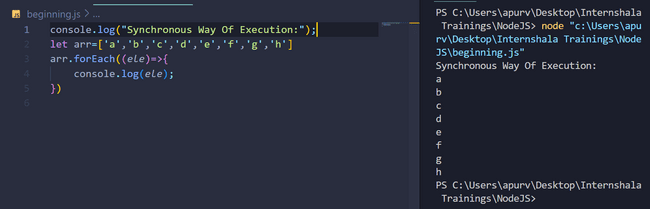 beginning.js > ...
1 console.log("Synchronous Way Of Execution:");
2 let arr=['a','b','c','d','e','f','g','h']
3 arr.forEach((ele)=>{
4 console.log(ele);
5 })
6
PS C:\Users\apurv\Desktop\Internshala
Trainings\NodeJS> node "c:\Users\apu
rv\Desktop\Internshala Trainings\Node
JS\beginning.js"
Synchronous Way Of Execution:
a
b
c
d
e
f
g
h
PS C:\Users\apurv\Desktop\Internshala
Trainings\NodeJS>